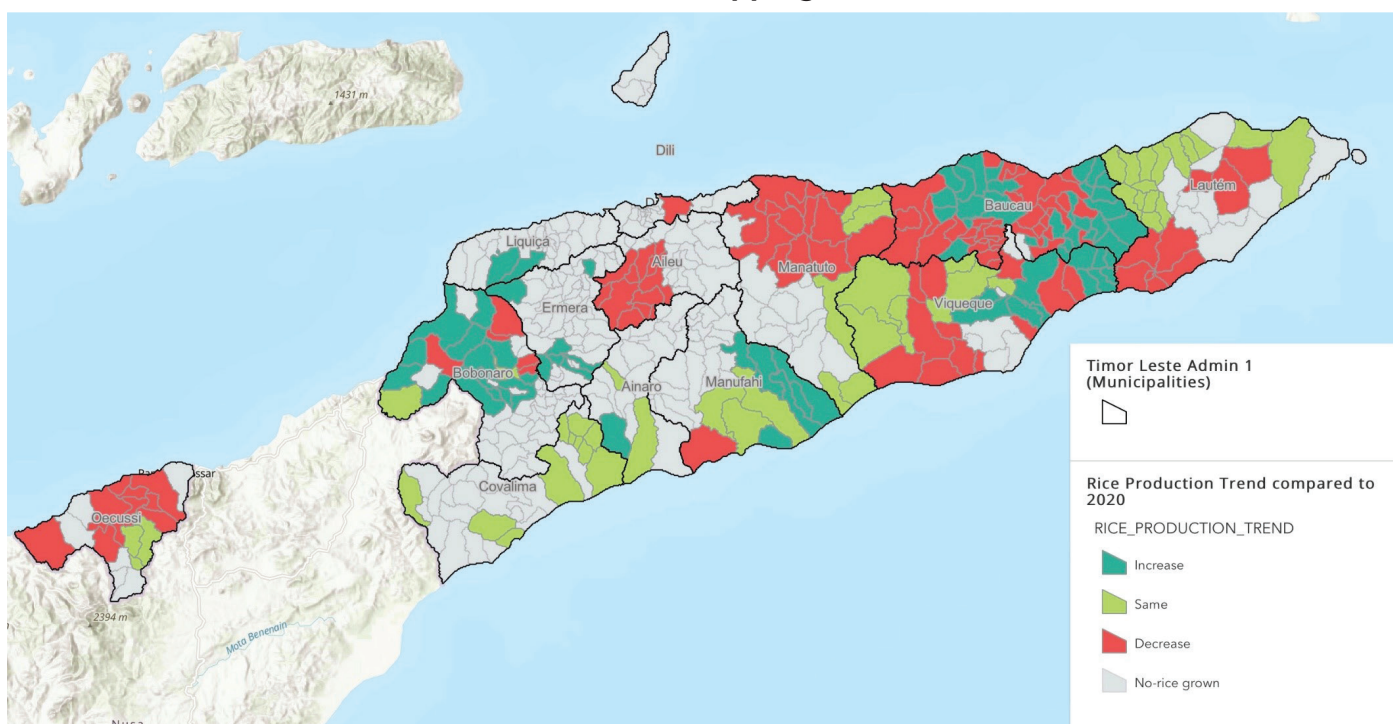 1431 m
Dili
Lautém
Baucau
Liquiça
Aileu
Manatuto
Ermera
Viqueque
Bobonaro
Ainaro
Manufahi
Covalima
Oecussi
2394 m
Mota Benenain
Timor Leste Admin 1
(Municipalities)
Rice Production Trend compared to
2020
RICE_PRODUCTION_TREND
Increase
Same
Decrease
No-rice grown